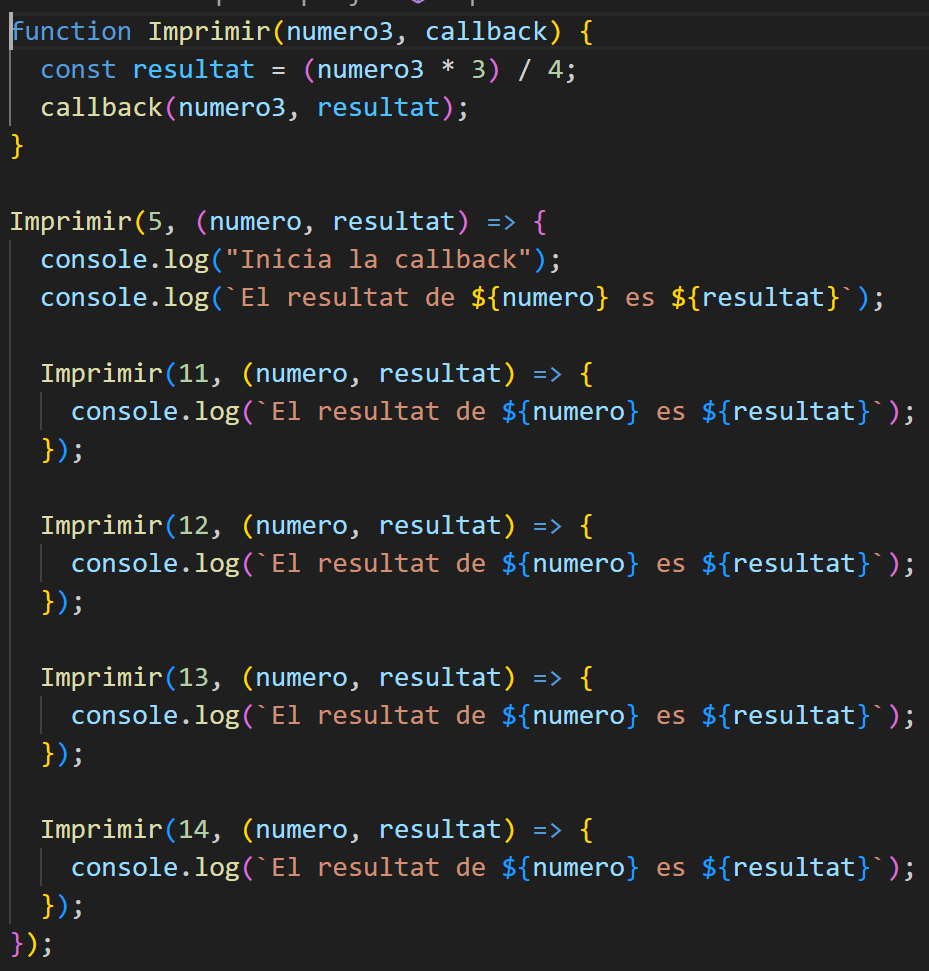 function Imprimir(numero3, callback) {
  const resultat = (numero3 * 3) / 4;
  callback(numero3, resultat);
}

Imprimir(5, (numero, resultat) => {
  console.log("Inicia la callback");
  console.log(`El resultat de ${numero} es ${resultat}`);

  Imprimir(11, (numero, resultat) => {
    console.log(`El resultat de ${numero} es ${resultat}`);
  });

  Imprimir(12, (numero, resultat) => {
    console.log(`El resultat de ${numero} es ${resultat}`);
  });

  Imprimir(13, (numero, resultat) => {
    console.log(`El resultat de ${numero} es ${resultat}`);
  });

  Imprimir(14, (numero, resultat) => {
    console.log(`El resultat de ${numero} es ${resultat}`);
  });
});